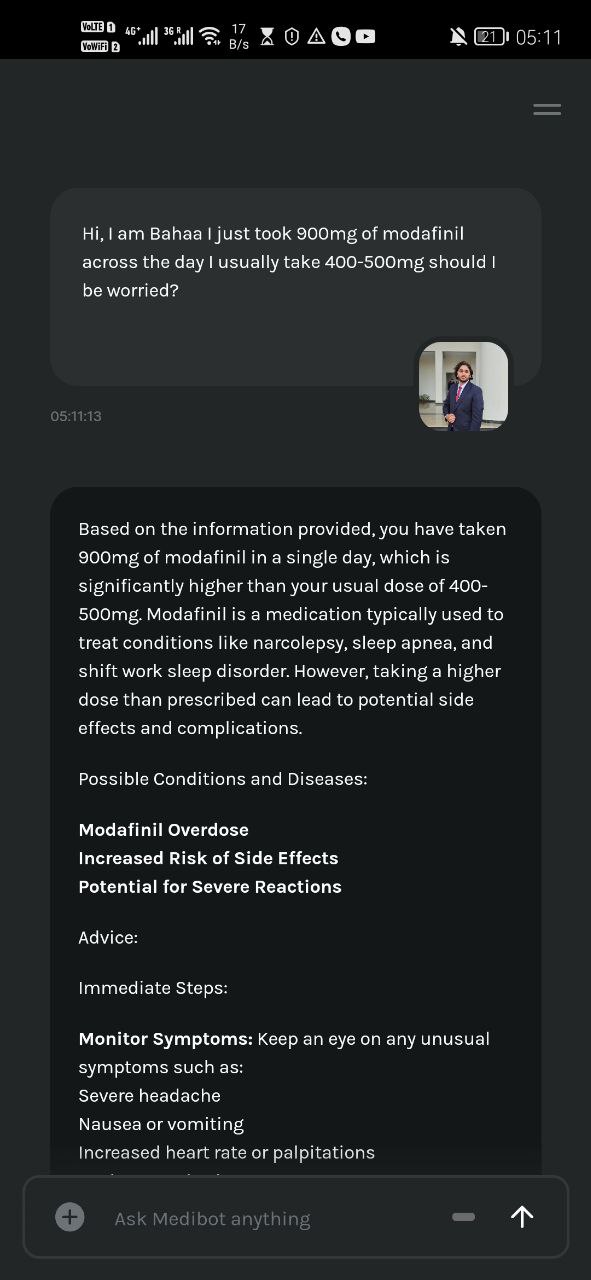 VoLTE 1
VoWiFi 2
4G+
3G R
17
B/s
21
05:11
Hi, I am Bahaa I just took 900mg of modafinil
across the day I usually take 400-500mg should I
be worried?
05:11:13
Based on the information provided, you have taken
900mg of modafinil in a single day, which is
significantly higher than your usual dose of 400-
500mg. Modafinil is a medication typically used to
treat conditions like narcolepsy, sleep apnea, and
shift work sleep disorder. However, taking a higher
dose than prescribed can lead to potential side
effects and complications.
Possible Conditions and Diseases:
Modafinil Overdose
Increased Risk of Side Effects
Potential for Severe Reactions
Advice:
Immediate Steps:
Monitor Symptoms: Keep an eye on any unusual
symptoms such as:
Severe headache
Nausea or vomiting
Increased heart rate or palpitations
Ask Medibot anything